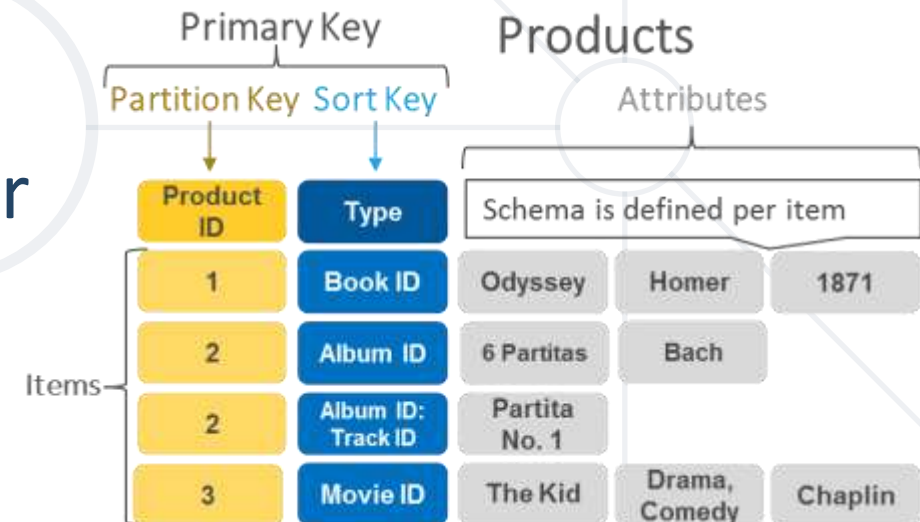 Primary Key
Products
Partition Key Sort Key
Attributes
r
Product
ID
Type
Schema is defined per item
1
Book ID
Odyssey
Homer
1871
2
Album ID
6 Partitas
Bach
Items
2
Album ID:
Track ID
Partita
No. 1
3
Movie ID
The Kid
Drama,
Comedy
Chaplin